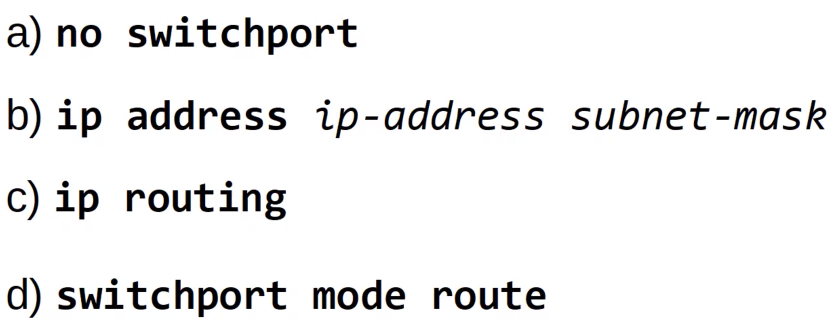 a) no switchport
b) ip address ip-address subnet-mask
c) ip routing
d) switchport mode route